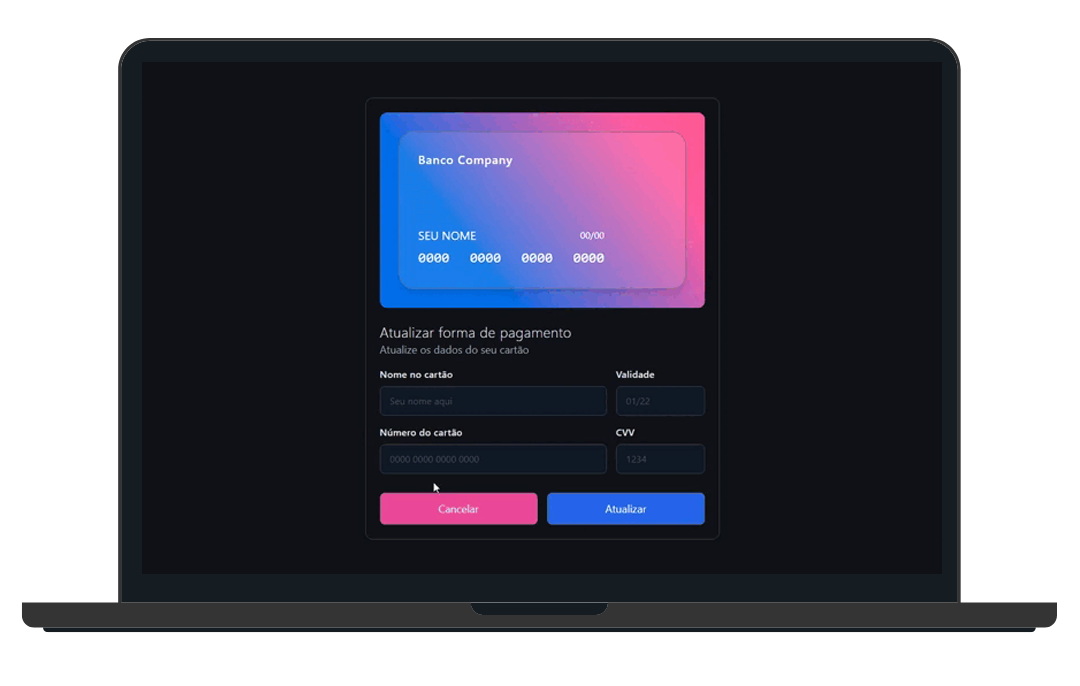 Banco Company
SEU NOME 00/00
0000 0000 0000 0000
Atualizar forma de pagamento
Atualize os dados do seu cartão
Nome no cartão Validade
Seu nome aqui 01/22
Número do cartão CVV
0000 0000 0000 0000 1234
Cancelar Atualizar